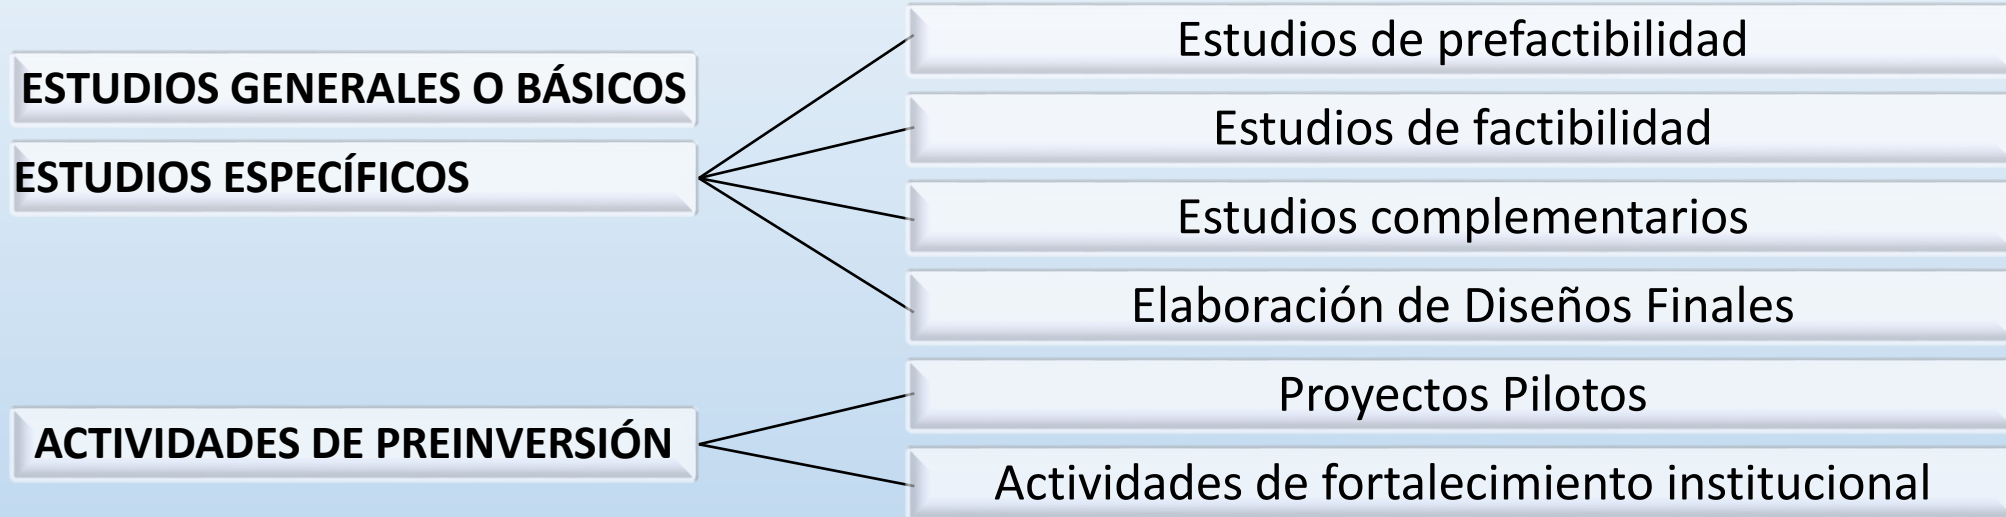 ESTUDIOS GENERALES O BÁSICOS
ESTUDIOS ESPECÍFICOS
Estudios de prefactibilidad
Estudios de factibilidad
Estudios complementarios
Elaboración de Diseños Finales
ACTIVIDADES DE PREINVERSIÓN
Proyectos Pilotos
Actividades de fortalecimiento institucional